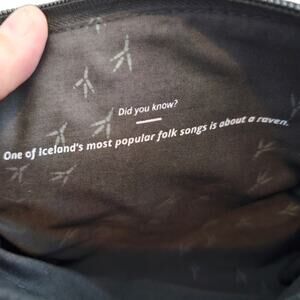 Did you know?
One of Iceland's most popular folk songs is about a raven.